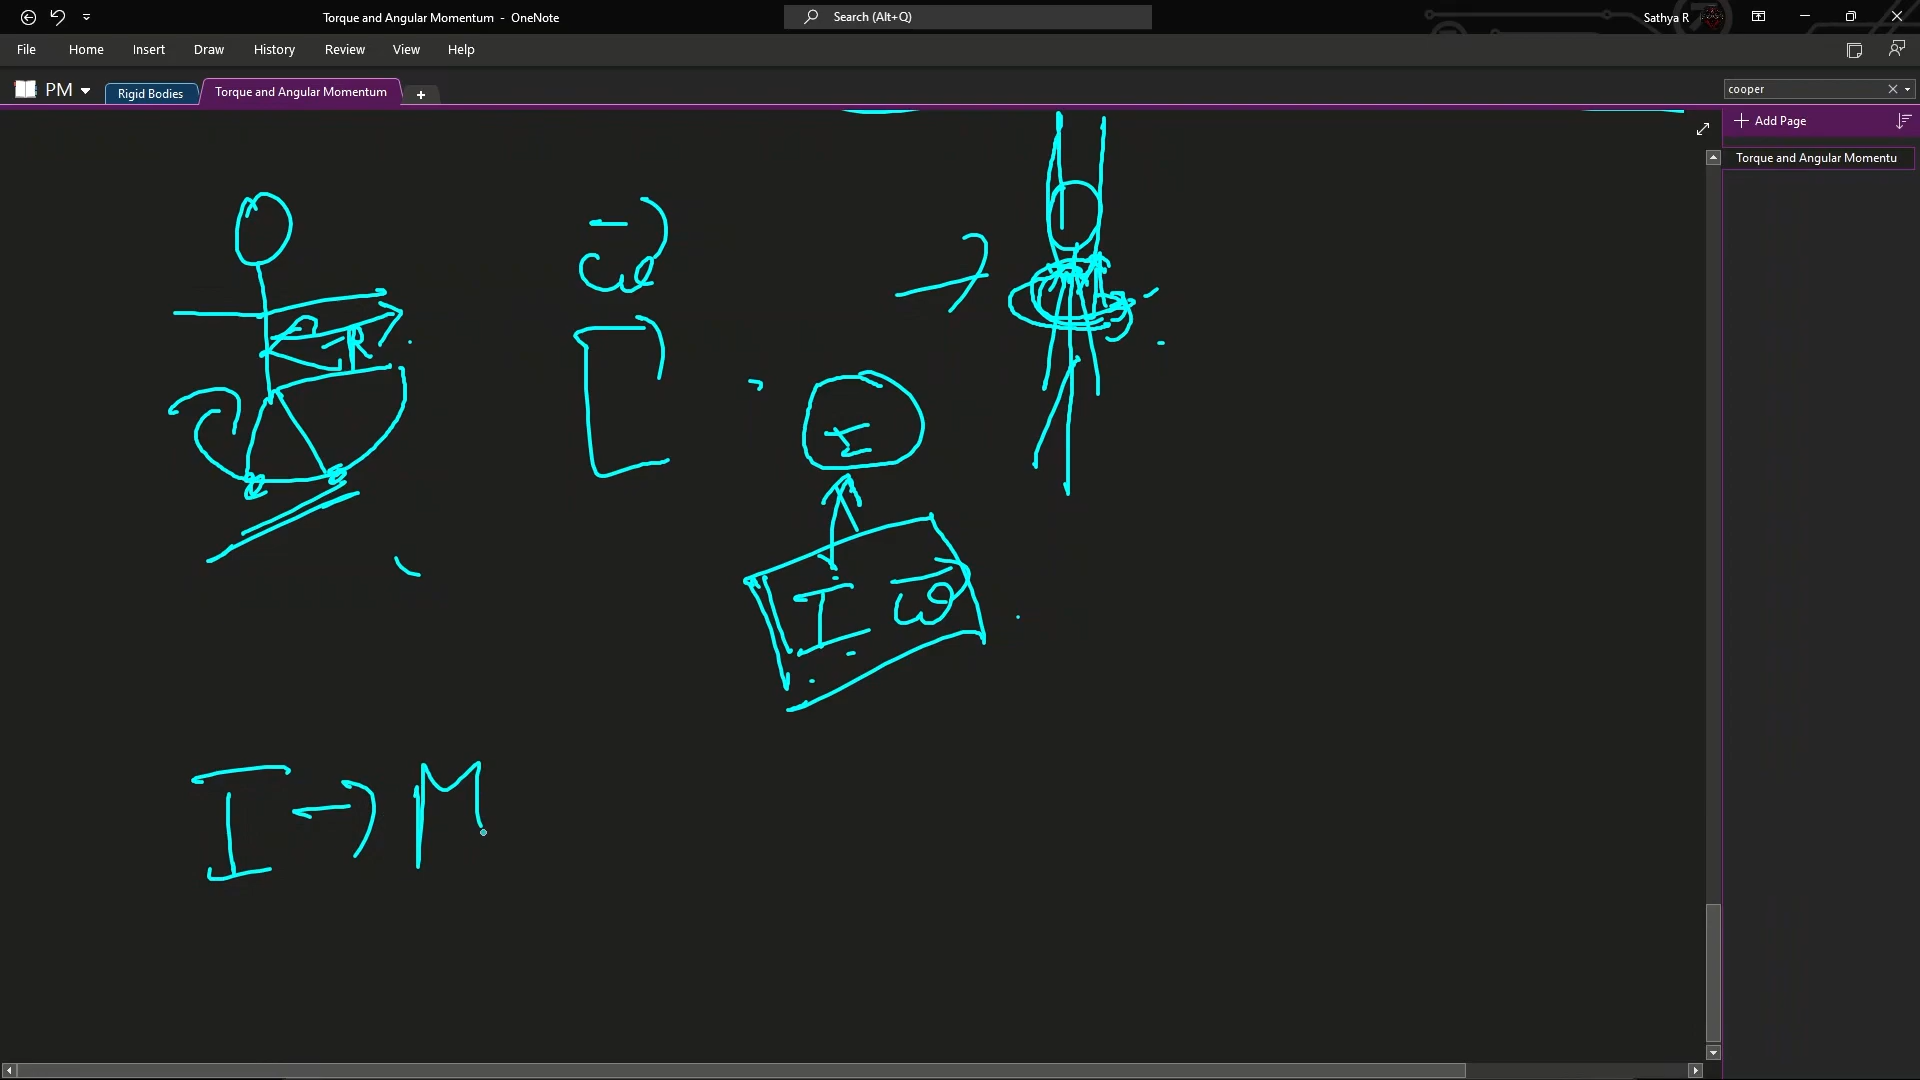 Torque and Angular Momentum - OneNote
Search (Alt+Q)
Sathya R
File Home Insert Draw History Review View Help
PM
Rigid Bodies
Torque and Angular Momentum
+
cooper
Add Page
Torque and Angular Momentu
R
ω
I
I ω
I → M